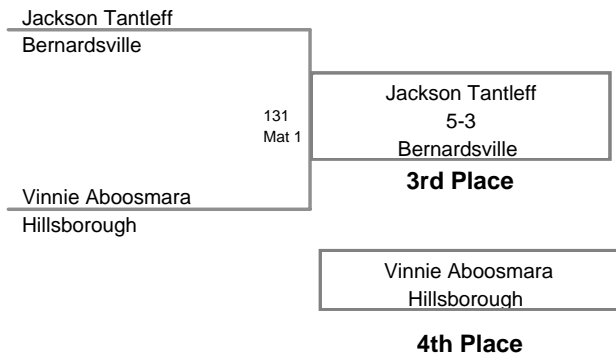 Jackson Tantleff
Bernardsville
131
Mat 1
Jackson Tantleff
5-3
Bernardsville
3rd Place
Vinnie Aboosmara
Hillsborough
Vinnie Aboosmara
Hillsborough
4th Place